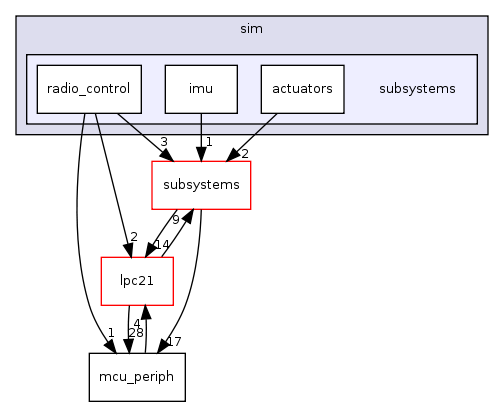 sim
radio_control
imu
actuators
subsystems
3
1
2
subsystems
9
2
14
lpc21
4
1
28
17
mcu_periph